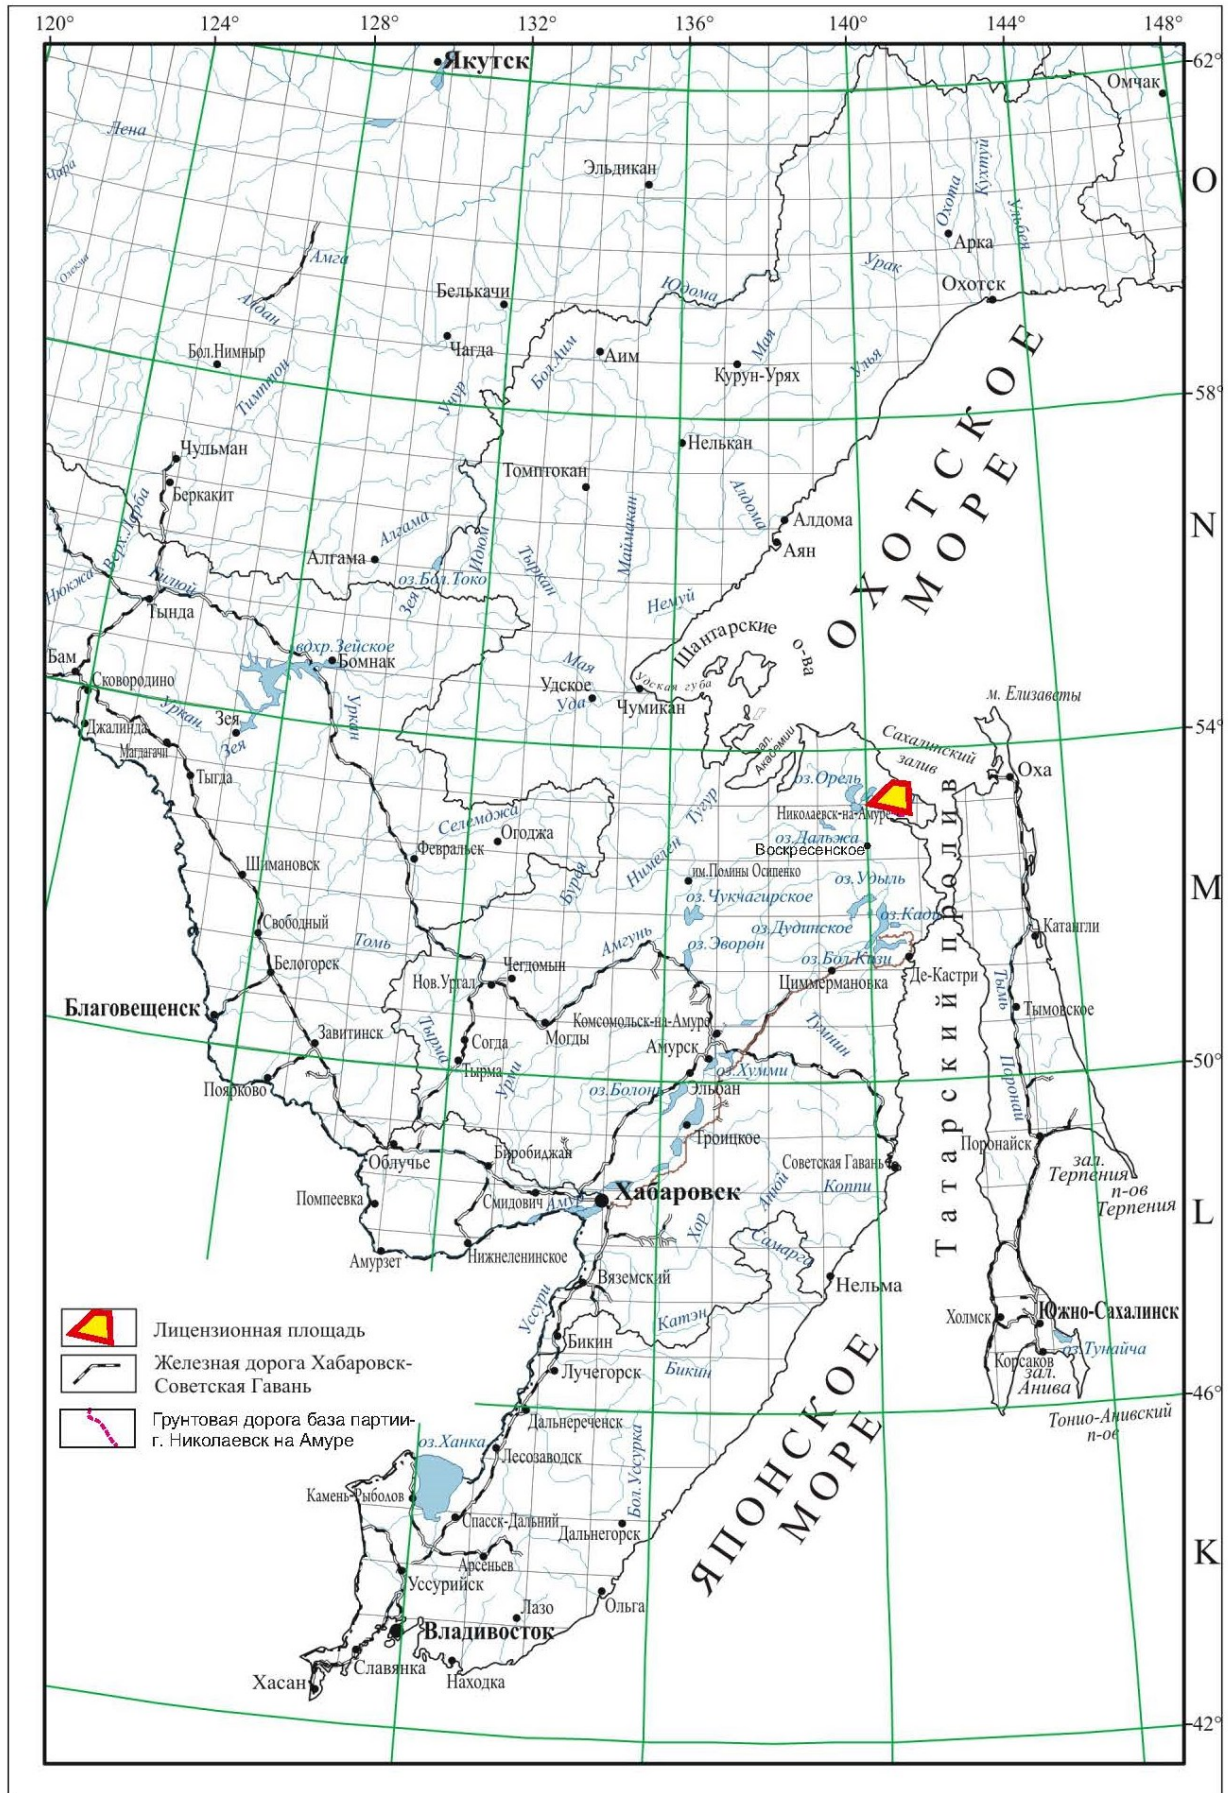 120° 124° 128° 132° 136° 140° 144° 148°
Якутск
62°
Омчак
Лена
Чара
Эльдикан
О
Кухтуй
Охота
Ульбея
Арка
Олекма
Амга
Урак
Юдома
Охотск
Белькачи
Алдан
Чагда
Бол.Нимныр
Тимптон
Бол.Аим
Аим
Мая
Курун-Урях
Улья
Учур
58°
ОХОТСКОЕ
МОРЕ
Чульман
Нелькан
Томптокан
Беркакит
Верх.Ларба
Алдома
Алдома
N
Алгама
Маймакан
Аян
Алгама
Идюм
Тыркан
оз.Бол.Токо
Нюкжа
Гилюй
Зея
Немуй
Тында
Шантарские
о-ва
вдхр.Зейское
Бомнак
Бам
Мая
Удская губа
Сковородино
Удское
Уда
Чумикан
м. Елизаветы
Уркан
Зея
Зея
Уркан
54°
Джалинда
Магдагачи
зал.
Академии
Сахалинский
залив
Тыгда
оз.Орель
Оха
Тугур
Николаевск-на-Амуре
Селемджа
Огоджа
оз.Дальжа
Воскресенское
Февральск
Шимановск
Нимелен
им.Полины Осипенко
оз.Удыль
М
Бурея
оз.Чукчагирское
Свободный
оз.Дудинское
оз.Кади
Катангли
Томь
Амгунь
оз.Эворон
Белогорск
Чегдомын
оз.Бол.Кизи
Нов.Ургал
Циммермановка
Де-Кастри
Татарский пролив
Тымь
Благовещенск
Тымовское
Завитинск
Тырма
Могды
Комсомольск-на-Амуре
Тумнин
Согда
Амурск
50°
Тырма
Урми
оз.Хумми
Поярково
оз.Болонь
Эльбан
Поронай
Троицкое
Поронайск
Облучье
Биробиджан
Советская Гавань
зал.
Терпения
п-ов
Терпения
Помпеевка
Смидович
Амур
Хабаровск
Анюй
Коппи
L
Хор
Самарга
Амурзет
Нижнеленинское
Вяземский
Нельма
Уссури
Лицензионная площадь
Железная дорога Хабаровск-
Советская Гавань
Грунтовая дорога база партии-
г. Николаевск на Амуре
Катэн
Бикин
Бикин
Лучегорск
Холмск
Южно-Сахалинск
оз.Тунайча
Корсаков
зал.
Анива
46°
Тонио-Анивский
п-ов
Дальнереченск
оз.Ханка
Лесозаводск
Бол.Уссурка
ЯПОНСКОЕ
МОРЕ
Камень-Рыболов
Спасск-Дальний
Дальнегорск
К
Арсеньев
Уссурийск
Ольга
Лазо
Владивосток
Славянка
Хасан
Находка
42°